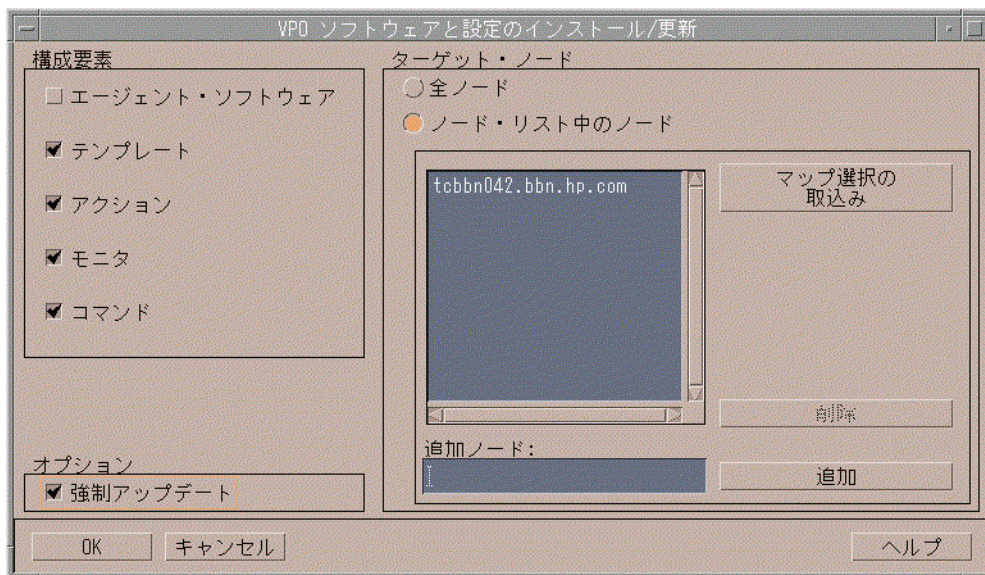 VPO ソフトウェアと設定のインストール/更新
構成要素
エージェント・ソフトウェア
テンプレート
アクション
モニタ
コマンド
オプション
強制アップデート
ターゲット・ノード
全ノード
ノード・リスト中のノード
tcbbn042.bbn.hp.com
マップ選択の
取込み
削除
追加ノード:
追加
OK
キャンセル
ヘルプ